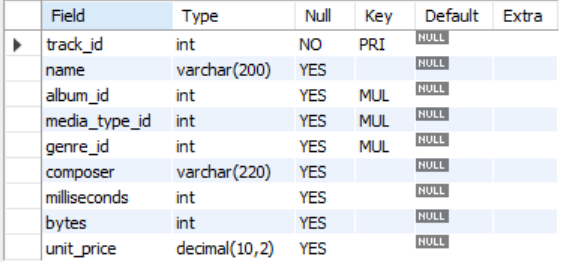 Field Type Null Key Default Extra
track_id int NO PRI NULL
name varchar(200) YES NULL
album_id int YES MUL NULL
media_type_id int YES MUL NULL
genre_id int YES MUL NULL
composer varchar(220) YES NULL
milliseconds int YES NULL
bytes int YES NULL
unit_price decimal(10,2) YES NULL